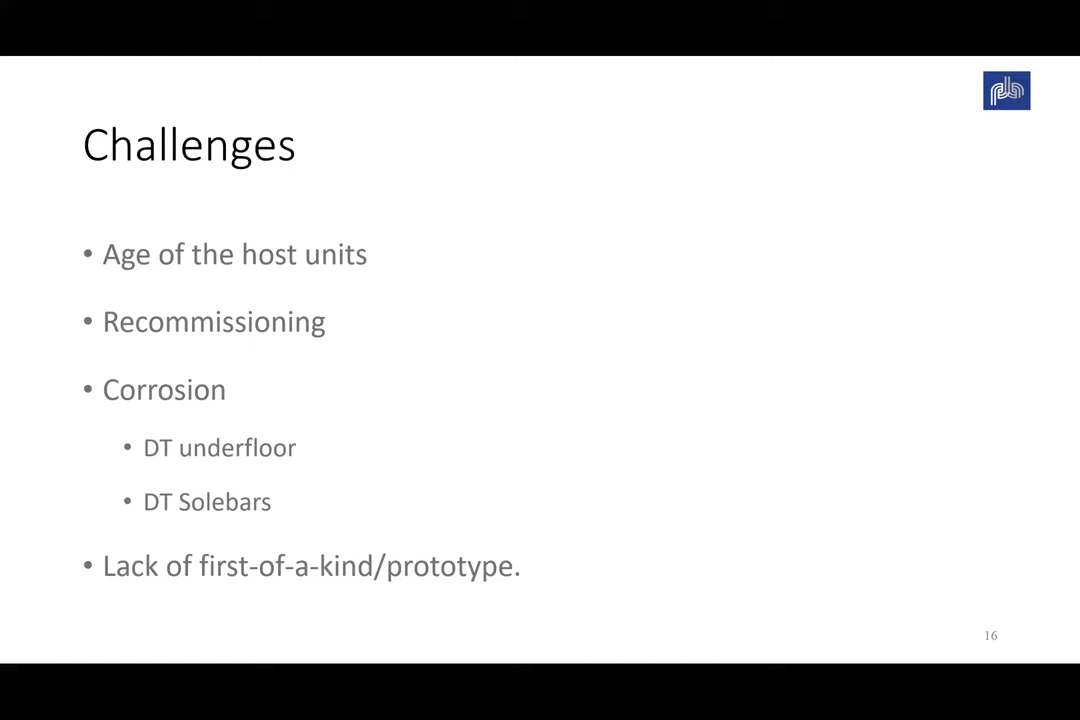 Challenges
• Age of the host units
• Recommissioning
• Corrosion
• DT underfloor
• DT Solebars
• Lack of first-of-a-kind/prototype.
16